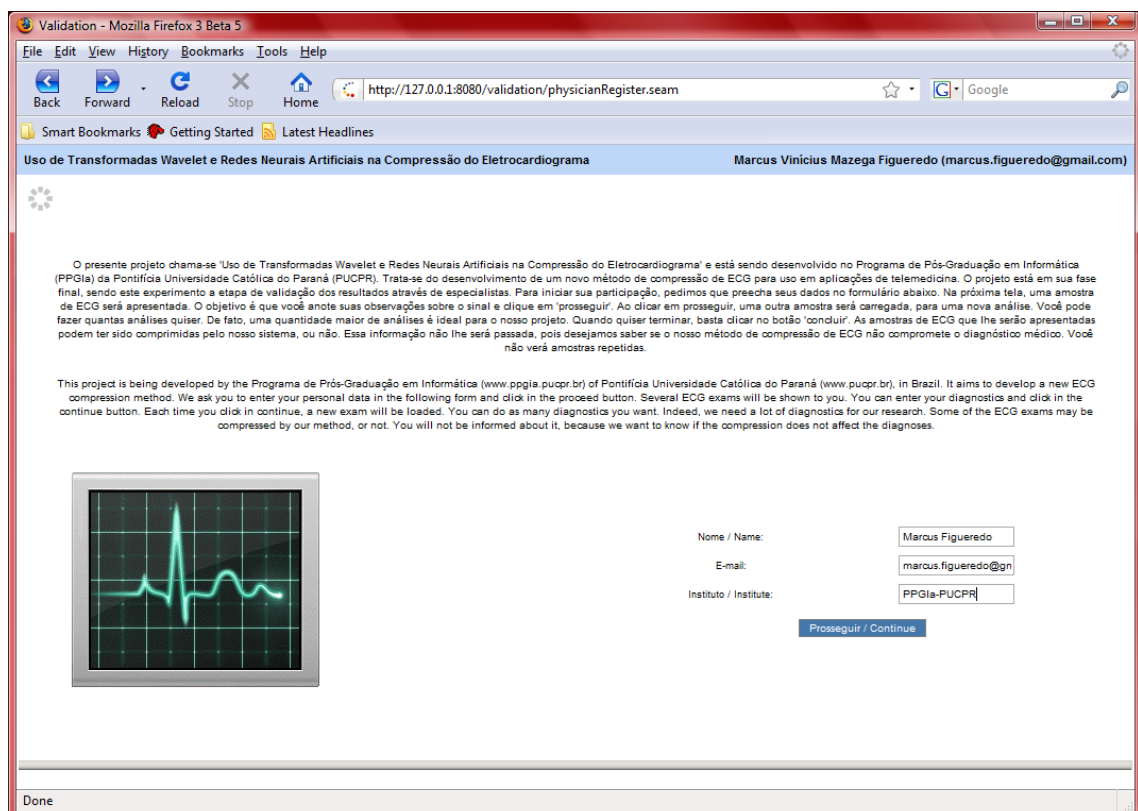 Validation - Mozilla Firefox 3 Beta 5
File Edit View History Bookmarks Tools Help
Back Forward Reload Stop Home http://127.0.0.1:8080/validation/physicianRegister.seam G Google
Smart Bookmarks Getting Started Latest Headlines
Uso de Transformadas Wavelet e Redes Neurais Artificiais na Compressão do Eletrocardiograma Marcus Vinícius Mazega Figueredo (marcus.figueredo@gmail.com)
O presente projeto chama-se 'Uso de Transformadas Wavelet e Redes Neurais Artificiais na Compressão do Eletrocardiograma' e está sendo desenvolvido no Programa de Pós-Graduação em Informática
(PPGIa) da Pontifícia Universidade Católica do Paraná (PUCPR). Trata-se do desenvolvimento de um novo método de compressão de ECG para uso em aplicações de telemedicina. O projeto está em sua fase
final, sendo este experimento a etapa de validação dos resultados através de especialistas. Para iniciar sua participação, pedimos que preecha seus dados no formulário abaixo. Na próxima tela, uma amostra
de ECG será apresentada. O objetivo é que você anote suas observações sobre o sinal e clique em 'prosseguir'. Ao clicar em prosseguir, uma outra amostra será carregada, para uma nova análise. Você pode
fazer quantas análises quiser. De fato, uma quantidade maior de análises é ideal para o nosso projeto. Quando quiser terminar, basta clicar no botão 'concluir'. As amostras de ECG que lhe serão apresentadas
podem ter sido comprimidas pelo nosso sistema, ou não. Essa informação não lhe será passada, pois desejamos saber se o nosso método de compressão de ECG não compromete o diagnóstico médico. Você
não verá amostras repetidas.
This project is being developed by the Programa de Prós-Graduação em Informática (www.ppgia.pucpr.br) of Pontifícia Universidade Católica do Paraná (www.pucpr.br), in Brazil. It aims to develop a new ECG
compression method. We ask you to enter your personal data in the following form and click in the proceed button. Several ECG exams will be shown to you. You can enter your diagnostics and click in the
continue button. Each time you click in continue, a new exam will be loaded. You can do as many diagnostics you want. Indeed, we need a lot of diagnostics for our research. Some of the ECG exams may be
compressed by our method, or not. You will not be informed about it, because we want to know if the compression does not affect the diagnoses.
Nome / Name: Marcus Figueredo
E-mail: marcus.figueredo@gn
Instituto / Institute: PPGIa-PUCPR
Prosseguir / Continue
Done